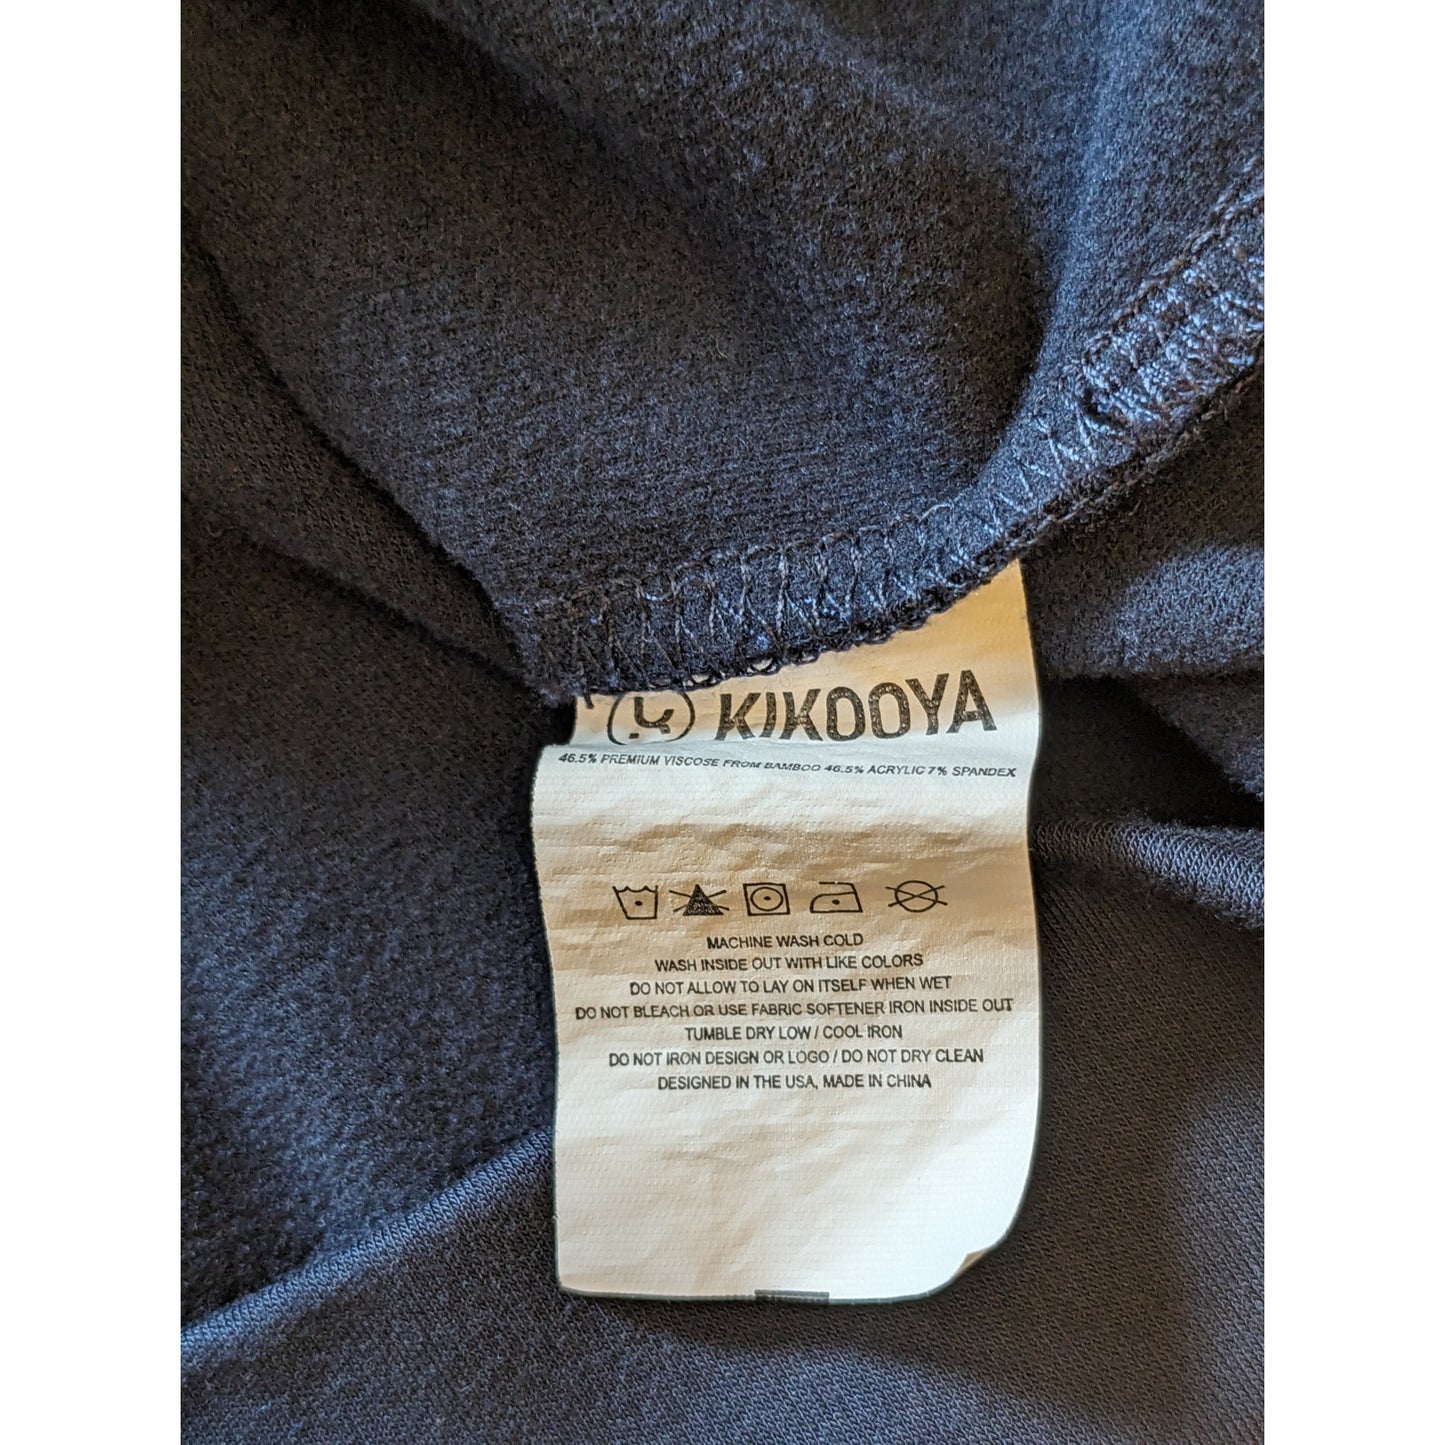 KIKOOYA
46.5% PREMIUM VISCOSE FROM BAMBOO 46.5% ACRYLIC 7% SPANDEX
MACHINE WASH COLD
WASH INSIDE OUT WITH LIKE COLORS
DO NOT ALLOW TO LAY ON ITSELF WHEN WET
DO NOT BLEACH OR USE FABRIC SOFTENER IRON INSIDE OUT
TUMBLE DRY LOW / COOL IRON
DO NOT IRON DESIGN OR LOGO / DO NOT DRY CLEAN
DESIGNED IN THE USA, MADE IN CHINA